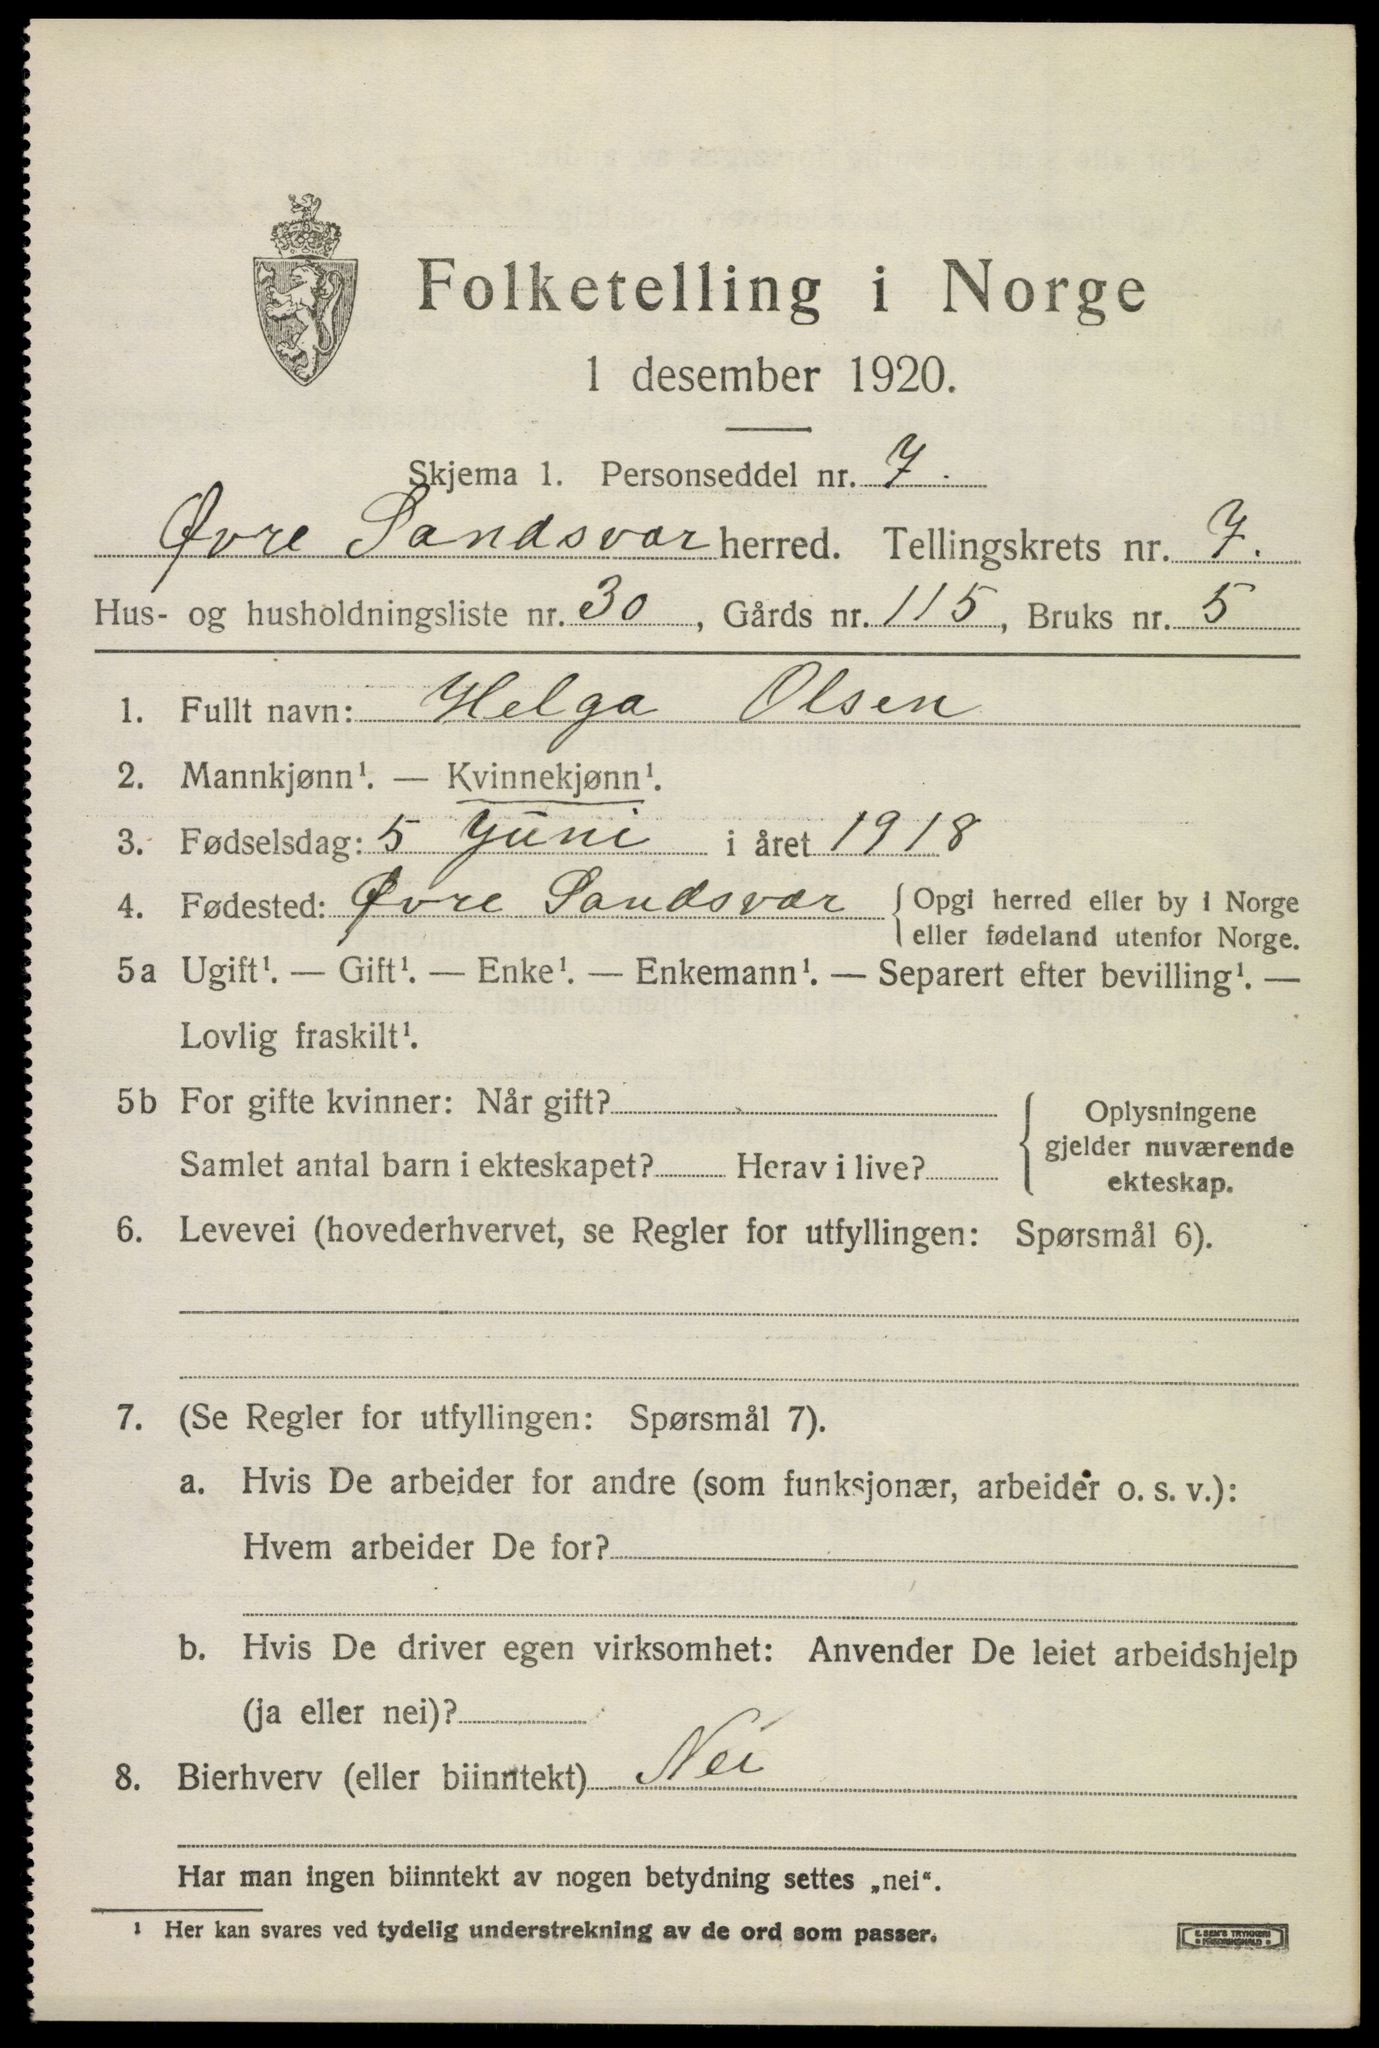 Folketelling i Norge
1 desember 1920.
Skjema 1. Personseddel nr. 7.
Øvre Sandsvær herred. Tellingskrets nr. 7.
Hus- og husholdningsliste nr. 30, Gårds nr. 115, Bruks nr. 5
1. Fullt navn: Helga Olsen
2. Mannkjønn¹. — Kvinnekjønn¹.
3. Fødselsdag: 5 Juni i året 1918
4. Fødested: Øvre Sandsvær { Opgi herred eller by i Norge
eller fødeland utenfor Norge.
5a Ugift¹. — Gift¹. — Enke¹. — Enkemann¹. — Separert efter bevilling¹. —
Lovlig fraskilt¹.
5b For gifte kvinner: Når gift? { Oplysningene
gjelder nuværende
Samlet antal barn i ekteskapet? Herav i live? ekteskap.
6. Levevei (hovederhvervet, se Regler for utfyllingen: Spørsmål 6).
7. (Se Regler for utfyllingen: Spørsmål 7).
a. Hvis De arbeider for andre (som funksjonær, arbeider o. s. v.):
Hvem arbeider De for?
b. Hvis De driver egen virksomhet: Anvender De leiet arbeidshjelp
(ja eller nei)?
8. Bierhverv (eller biinntekt) Nei
Har man ingen biinntekt av nogen betydning settes „nei“.
¹ Her kan svares ved tydelig understrekning av de ord som passer.
E. SEM'S TRYKKERI
FREDRIKSHALD